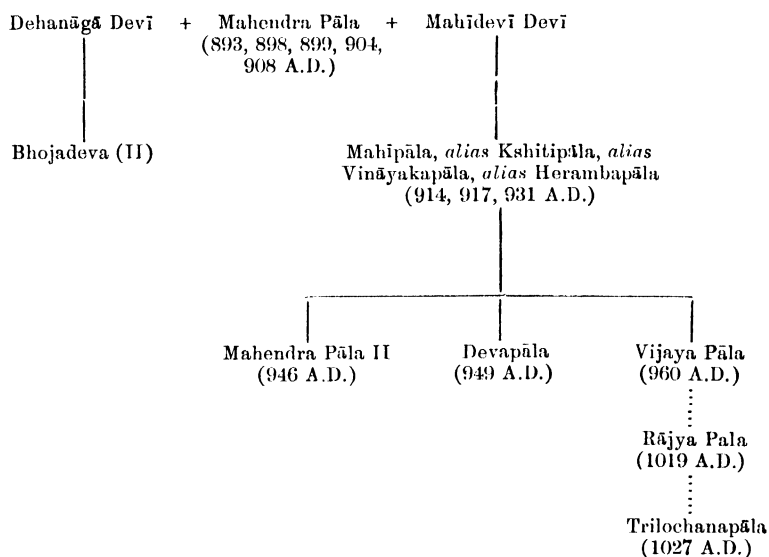 Dehanāgā Devī + Mahendra Pāla + Mahīdevī Devī
(893, 898, 899, 904,
908 A.D.)
Bhojadeva (II)
Mahīpāla, alias Kshitipāla, alias
Vināyakapāla, alias Herambapāla
(914, 917, 931 A.D.)
Mahendra Pāla II Devapāla Vijaya Pāla
(946 A.D.) (949 A.D.) (960 A.D.)
Rājya Pala
(1019 A.D.)
Trilochanapāla
(1027 A.D.)